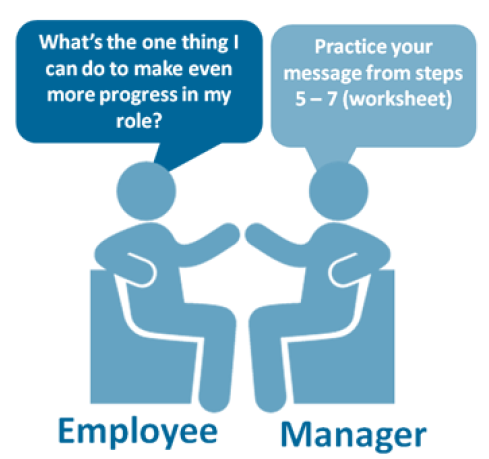 What's the one thing I
can do to make even
more progress in my
role?
Practice your
message from steps
5 – 7 (worksheet)
Employee
Manager